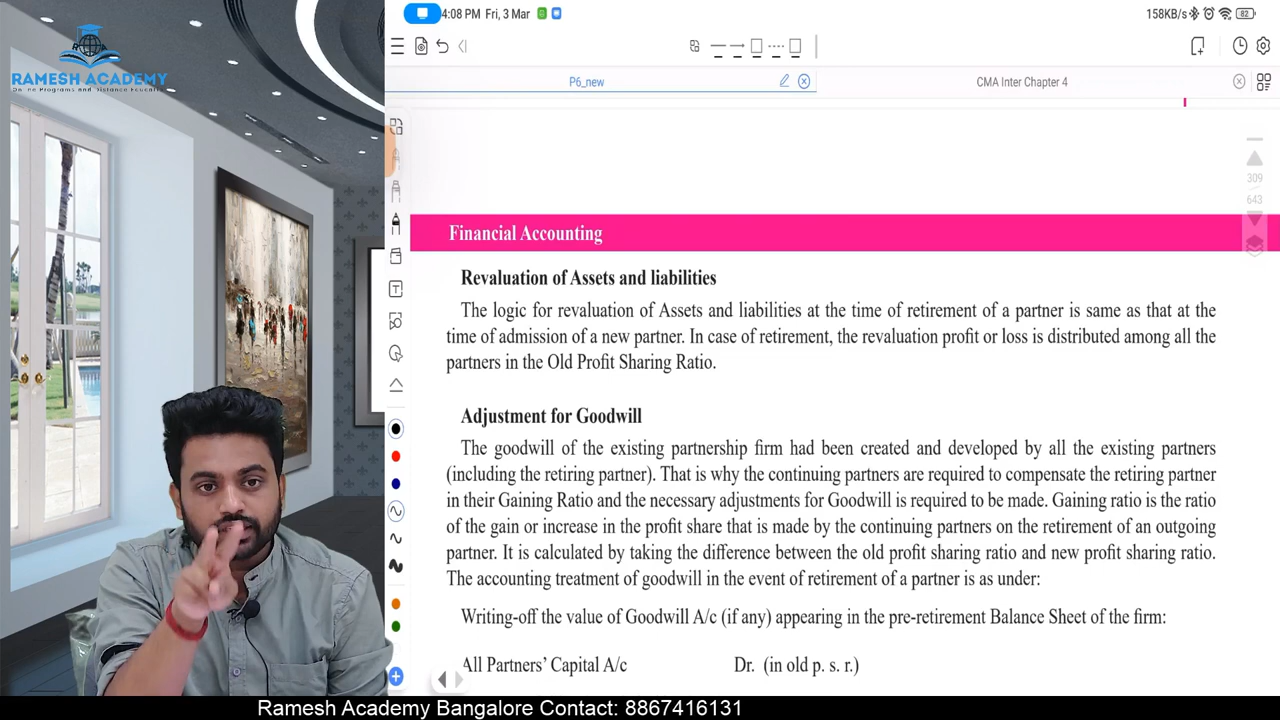 4:08 PM Fri, 3 Mar
158KB/s
82
RAMESH ACADEMY
Online Programs and Distance Education
P6_new
CMA Inter Chapter 4
309
643
Financial Accounting
Revaluation of Assets and liabilities
The logic for revaluation of Assets and liabilities at the time of retirement of a partner is same as that at the
time of admission of a new partner. In case of retirement, the revaluation profit or loss is distributed among all the
partners in the Old Profit Sharing Ratio.
Adjustment for Goodwill
The goodwill of the existing partnership firm had been created and developed by all the existing partners
(including the retiring partner). That is why the continuing partners are required to compensate the retiring partner
in their Gaining Ratio and the necessary adjustments for Goodwill is required to be made. Gaining ratio is the ratio
of the gain or increase in the profit share that is made by the continuing partners on the retirement of an outgoing
partner. It is calculated by taking the difference between the old profit sharing ratio and new profit sharing ratio.
The accounting treatment of goodwill in the event of retirement of a partner is as under:
Writing-off the value of Goodwill A/c (if any) appearing in the pre-retirement Balance Sheet of the firm:
All Partners’ Capital A/c Dr. (in old p. s. r.)
Ramesh Academy Bangalore Contact: 8867416131